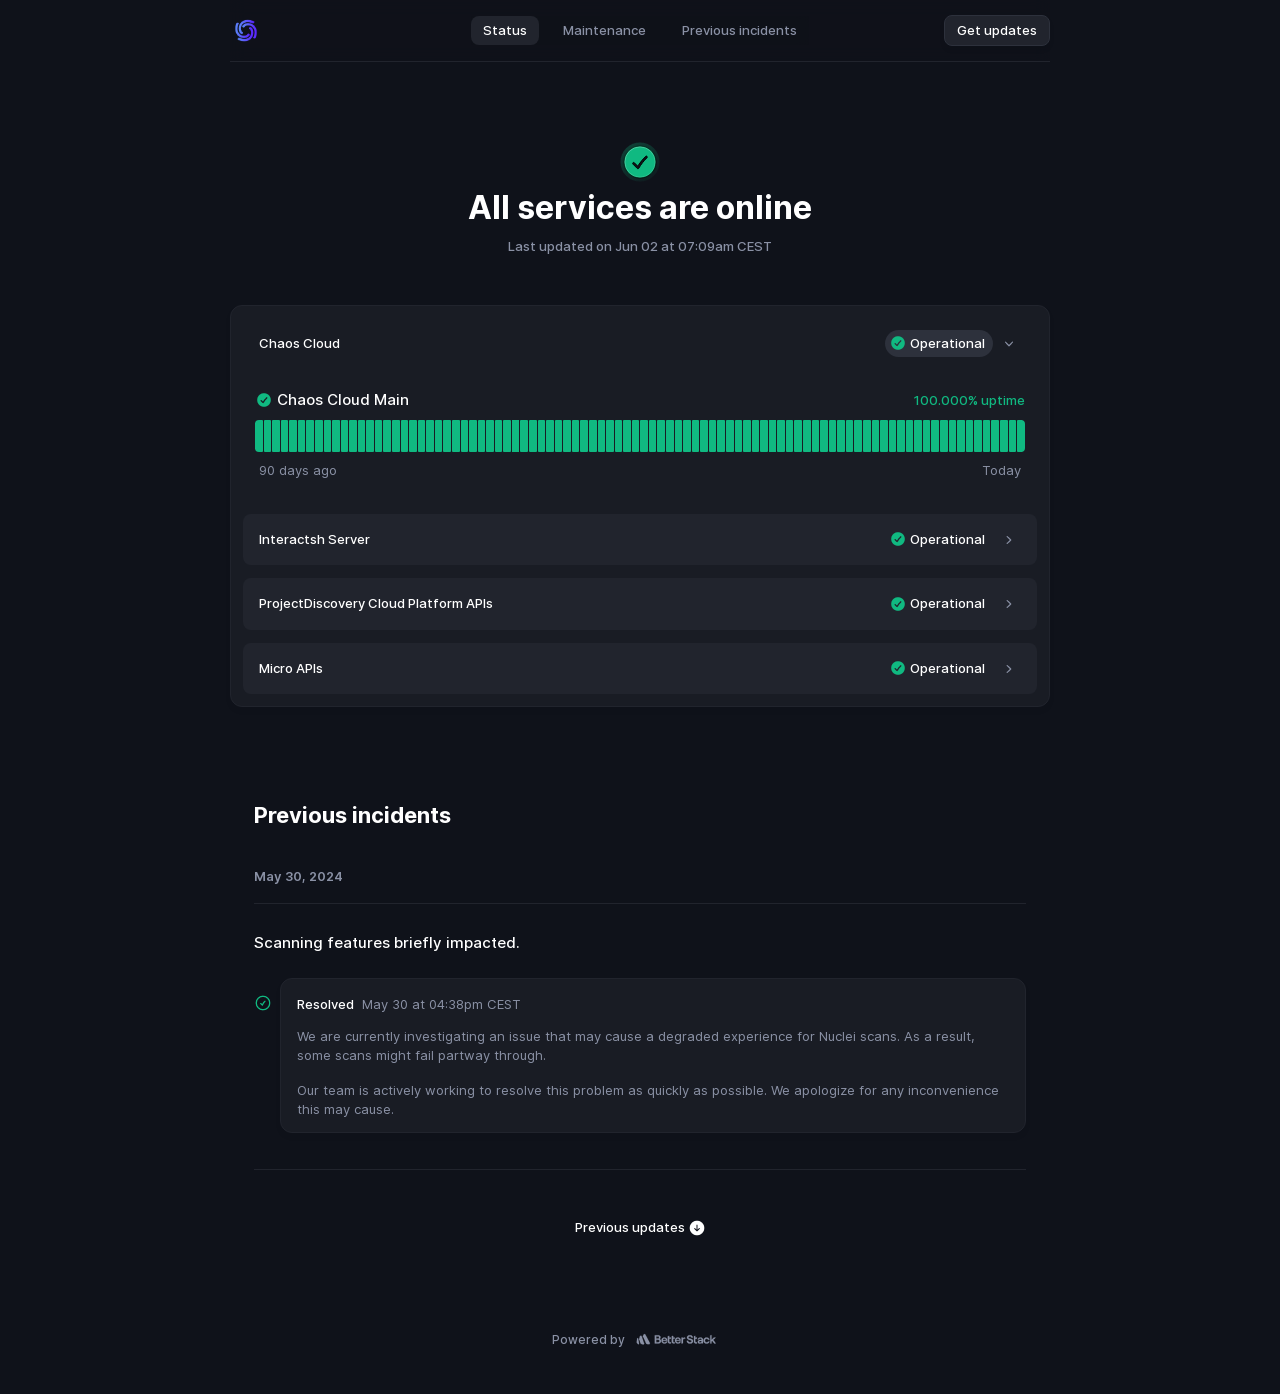 Status
Maintenance
Previous incidents
Get updates
All services are online
Last updated on Jun 02 at 07:09am CEST
Chaos Cloud
Operational
Chaos Cloud Main
100.000% uptime
90 days ago
Today
Interactsh Server
Operational
ProjectDiscovery Cloud Platform APIs
Operational
Micro APIs
Operational
Previous incidents
May 30, 2024
Scanning features briefly impacted.
Resolved May 30 at 04:38pm CEST
We are currently investigating an issue that may cause a degraded experience for Nuclei scans. As a result,
some scans might fail partway through.
Our team is actively working to resolve this problem as quickly as possible. We apologize for any inconvenience
this may cause.
Previous updates
Powered by Better Stack